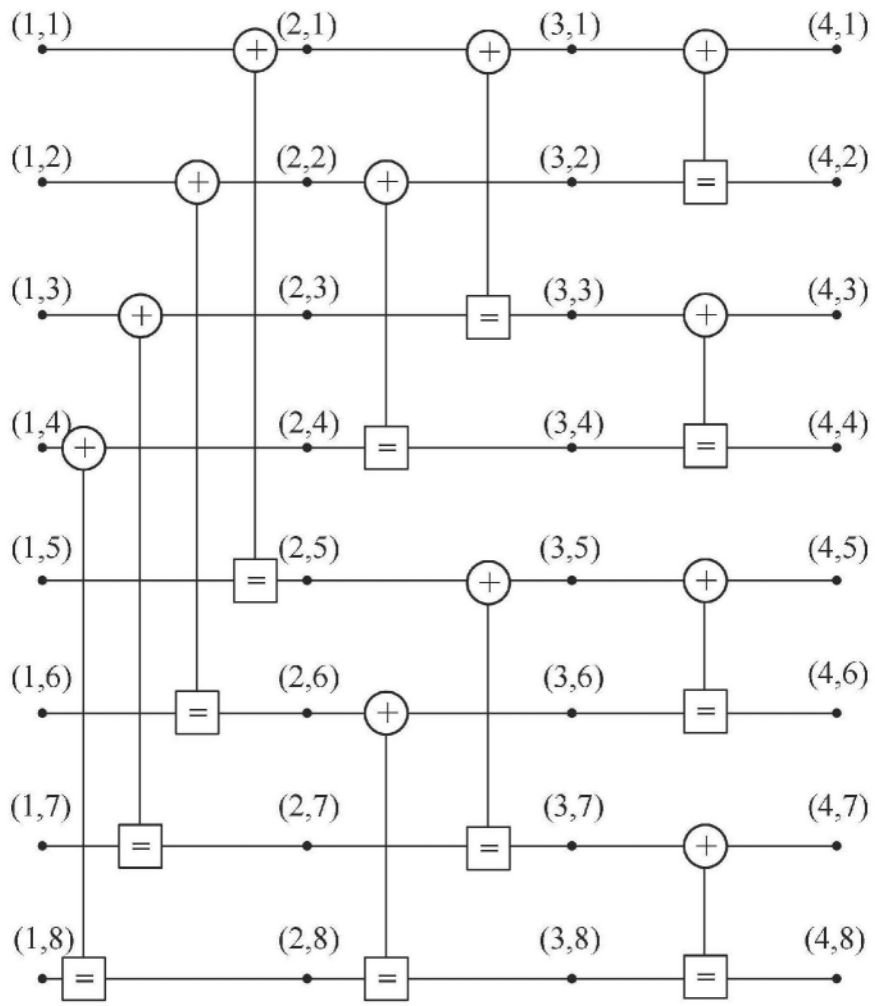 (1,1) (2,1) (3,1) (4,1)
+ + +
(1,2) (2,2) (3,2) (4,2)
+ + =
(1,3) (2,3) (3,3) (4,3)
+ = +
(1,4) (2,4) (3,4) (4,4)
+ = =
(1,5) (2,5) (3,5) (4,5)
= + +
(1,6) (2,6) (3,6) (4,6)
= + =
(1,7) (2,7) (3,7) (4,7)
= = +
(1,8) (2,8) (3,8) (4,8)
= = =